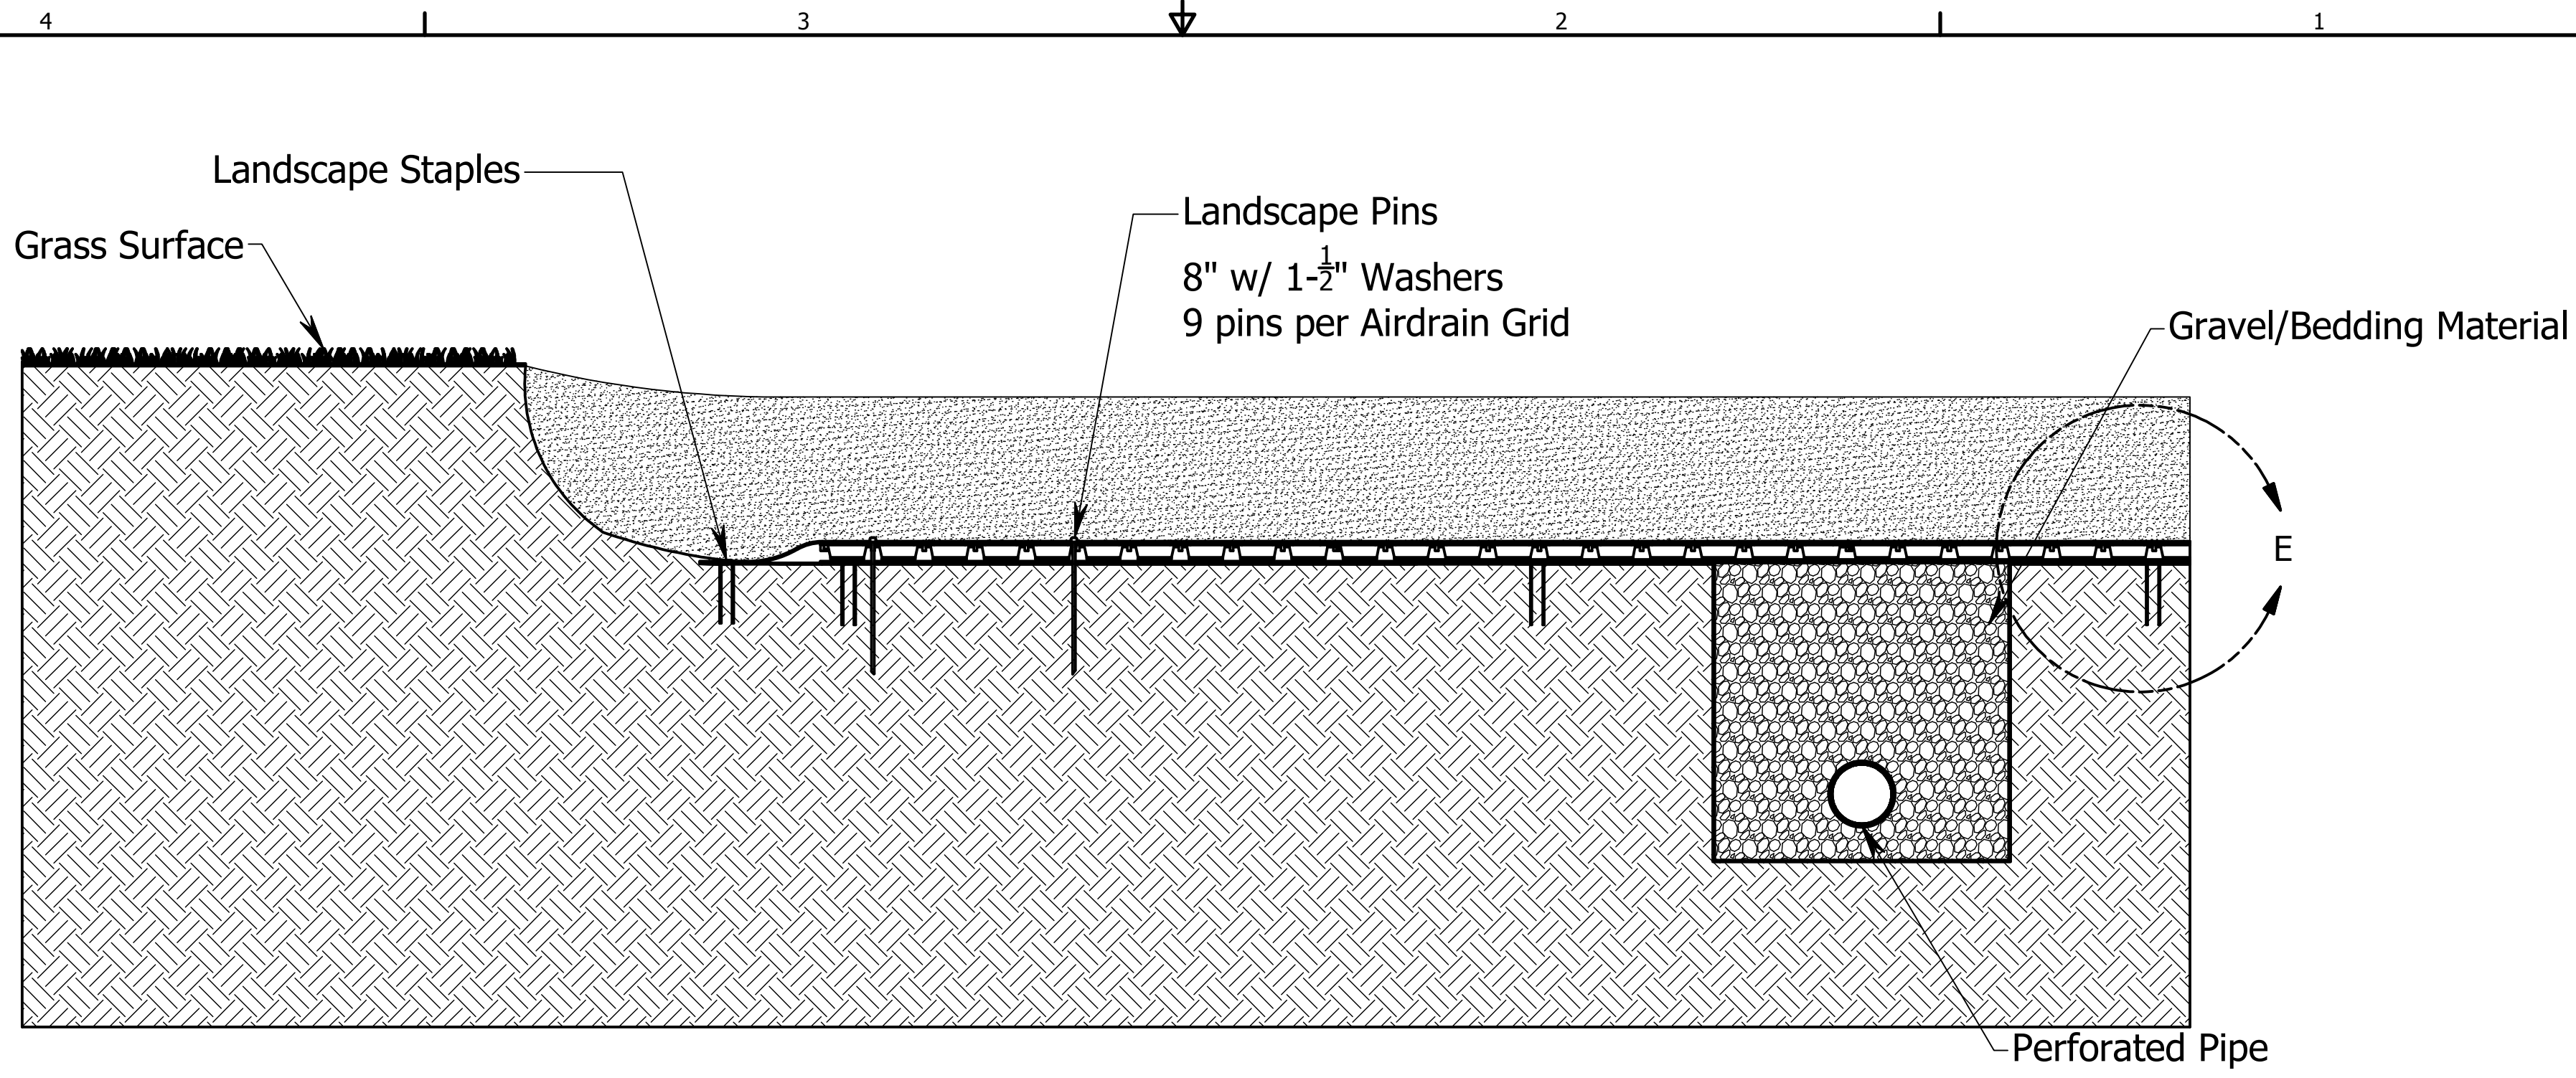 4 3 2 1
Landscape Staples
Grass Surface
Landscape Pins
8" w/ 1-1/2" Washers
9 pins per Airdrain Grid
Gravel/Bedding Material
E
Perforated Pipe